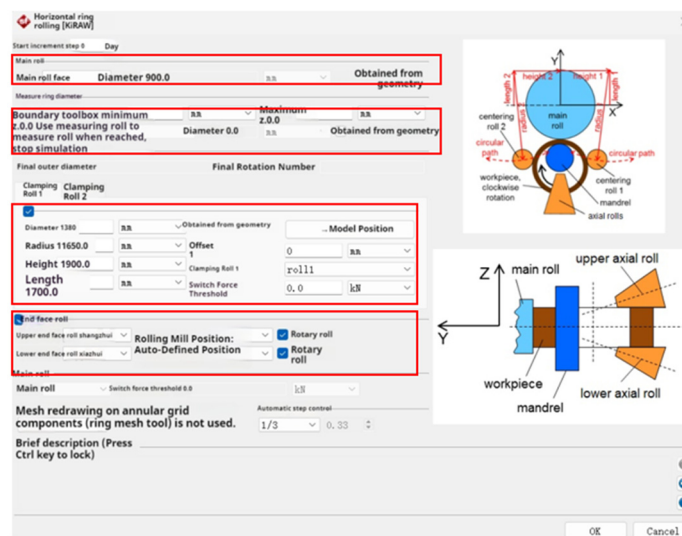 Horizontal ring
rolling [KiRAW]
Start increment step 0 Day
Main roll
Main roll face Diameter 900.0 mm Obtained from
geometry
Measure ring diameter
Boundary toolbox minimum mm Maximum mm
z.0.0 Use measuring roll to z.0.0
measure roll when reached, Diameter 0.0 mm Obtained from geometry
stop simulation
Final outer diameter Final Rotation Number
Clamping Clamping
Roll 1 Roll 2
Diameter 1380 mm Obtained from geometry ...Model Position
Radius 11650.0 mm Offset 0 mm
1
Height 1900.0 mm Clamping Roll 1 roll1
Length mm Switch Force 0.0 kN
1700.0 Threshold
End face roll
Upper end face roll shangzhui Rolling Mill Position: Rotary roll
Lower end face roll xiazhui Auto-Defined Position Rotary
roll
Main roll
Main roll Switch force threshold 0.0 kN
Mesh redrawing on annular grid Automatic step control
components (ring mesh tool) is not used. 1/3 0.33
Brief description (Press
Ctrl key to lock)
OK Cancel
Y
height 2 height 1
length 2
length 1
X
centering
roll 2
radius
main
roll
radius
circular
path
circular path
workpiece,
clockwise
rotation
centering
roll 1
mandrel
axial rolls
Z
main roll
upper axial roll
Y
workpiece
mandrel
lower axial roll